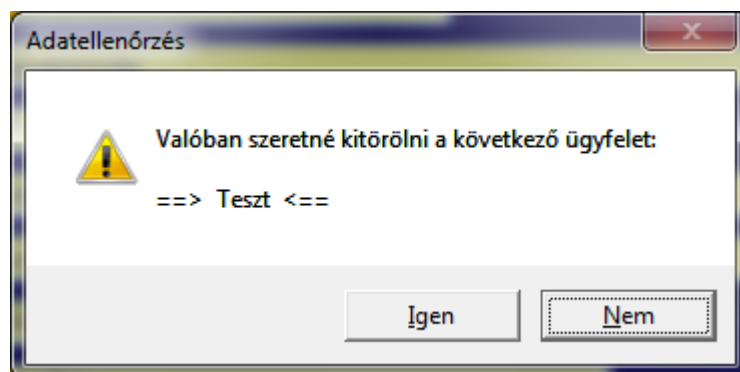 Adatellenőrzés
Valóban szeretné kitörölni a következő ügyfelet:
==> Teszt <==
Igen
Nem